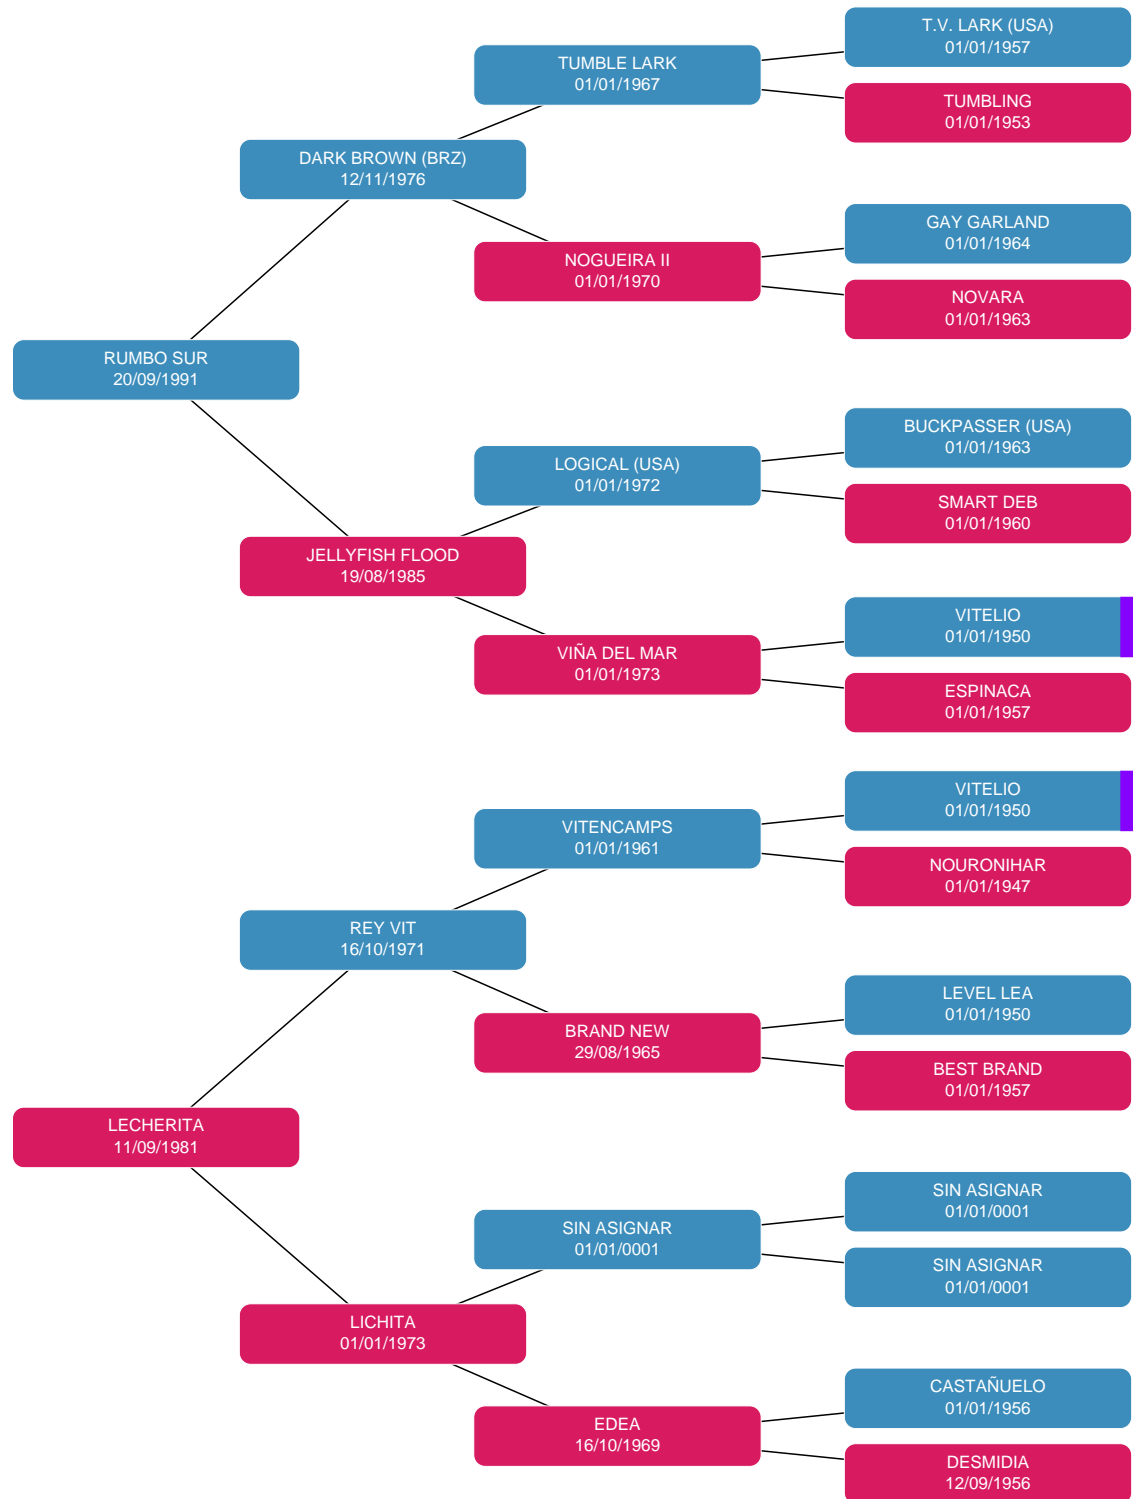 T.V. LARK (USA)
01/01/1957
TUMBLE LARK
01/01/1967
TUMBLING
01/01/1953
DARK BROWN (BRZ)
12/11/1976
GAY GARLAND
01/01/1964
NOGUEIRA II
01/01/1970
NOVARA
01/01/1963
RUMBO SUR
20/09/1991
BUCKPASSER (USA)
01/01/1963
LOGICAL (USA)
01/01/1972
SMART DEB
01/01/1960
JELLYFISH FLOOD
19/08/1985
VITELIO
01/01/1950
VIÑA DEL MAR
01/01/1973
ESPINACA
01/01/1957
VITELIO
01/01/1950
VITENCAMPS
01/01/1961
NOURONIHAR
01/01/1947
REY VIT
16/10/1971
LEVEL LEA
01/01/1950
BRAND NEW
29/08/1965
BEST BRAND
01/01/1957
LECHERITA
11/09/1981
SIN ASIGNAR
01/01/0001
SIN ASIGNAR
01/01/0001
SIN ASIGNAR
01/01/0001
LICHITA
01/01/1973
CASTAÑUELO
01/01/1956
EDEA
16/10/1969
DESMIDIA
12/09/1956